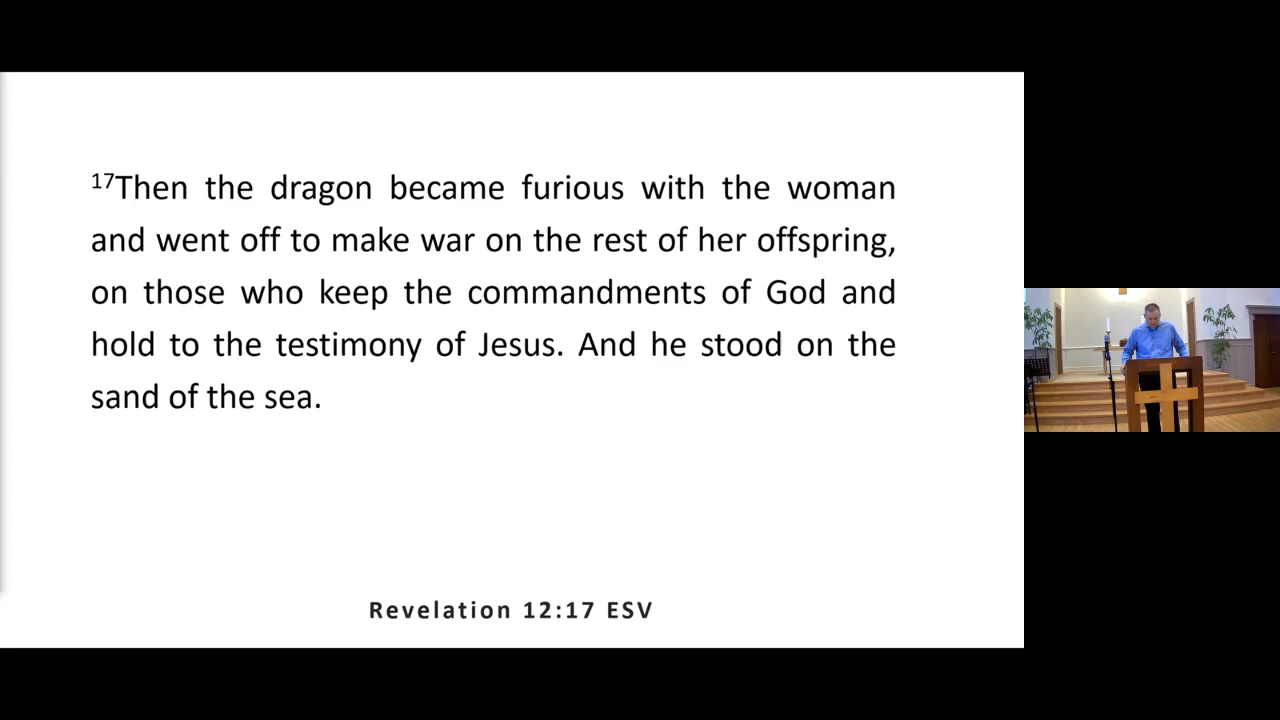 17Then the dragon became furious with the woman
and went off to make war on the rest of her offspring,
on those who keep the commandments of God and
hold to the testimony of Jesus. And he stood on the
sand of the sea.
Revelation 12:17 ESV